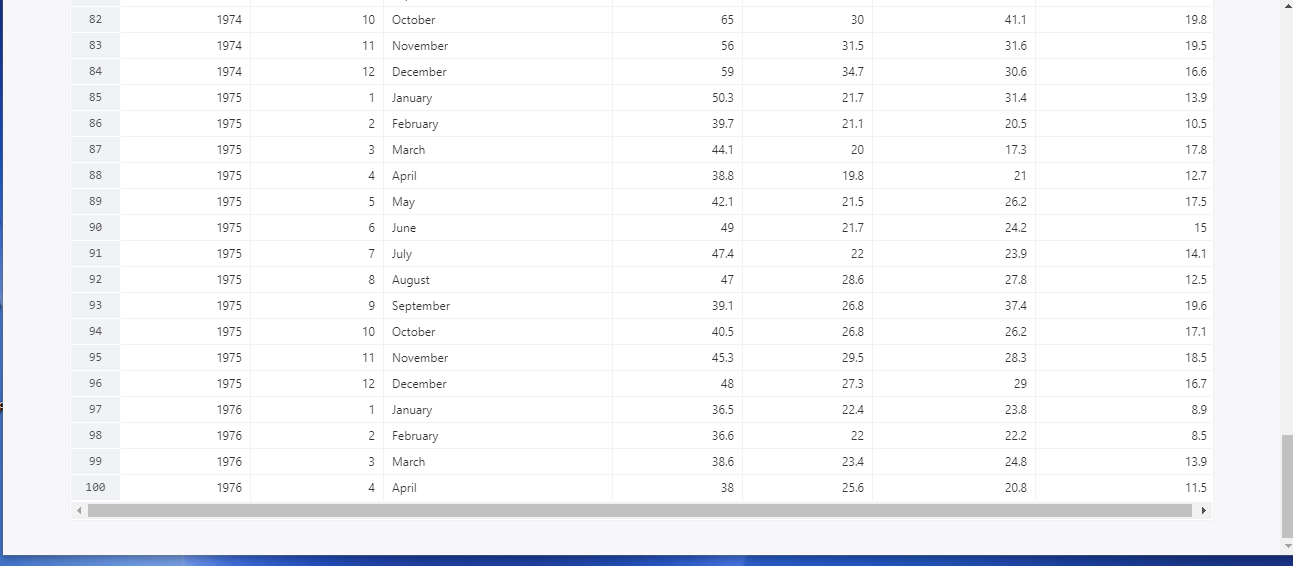 82 1974 10 October 65 30 41.1 19.8
83 1974 11 November 56 31.5 31.6 19.5
84 1974 12 December 59 34.7 30.6 16.6
85 1975 1 January 50.3 21.7 31.4 13.9
86 1975 2 February 39.7 21.1 20.5 10.5
87 1975 3 March 44.1 20 17.3 17.8
88 1975 4 April 38.8 19.8 21 12.7
89 1975 5 May 42.1 21.5 26.2 17.5
90 1975 6 June 49 21.7 24.2 15
91 1975 7 July 47.4 22 23.9 14.1
92 1975 8 August 47 28.6 27.8 12.5
93 1975 9 September 39.1 26.8 37.4 19.6
94 1975 10 October 40.5 26.8 26.2 17.1
95 1975 11 November 45.3 29.5 28.3 18.5
96 1975 12 December 48 27.3 29 16.7
97 1976 1 January 36.5 22.4 23.8 8.9
98 1976 2 February 36.6 22 22.2 8.5
99 1976 3 March 38.6 23.4 24.8 13.9
100 1976 4 April 38 25.6 20.8 11.5